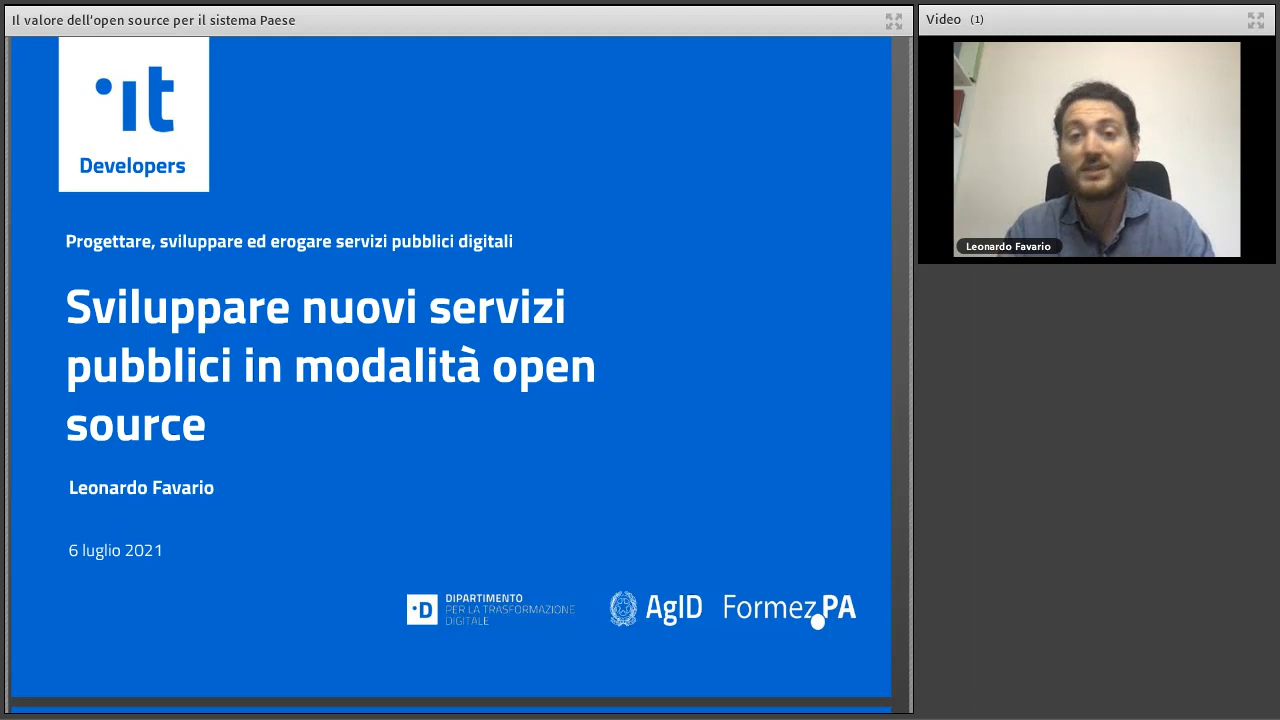 Il valore dell'open source per il sistema Paese
Video (1)
Leonardo Favario
·it
Developers
Progettare, sviluppare ed erogare servizi pubblici digitali
Sviluppare nuovi servizi
pubblici in modalità open
source
Leonardo Favario
6 luglio 2021
·D
DIPARTIMENTO
PER LA TRASFORMAZIONE
DIGITALE
AgID
Formez.PA